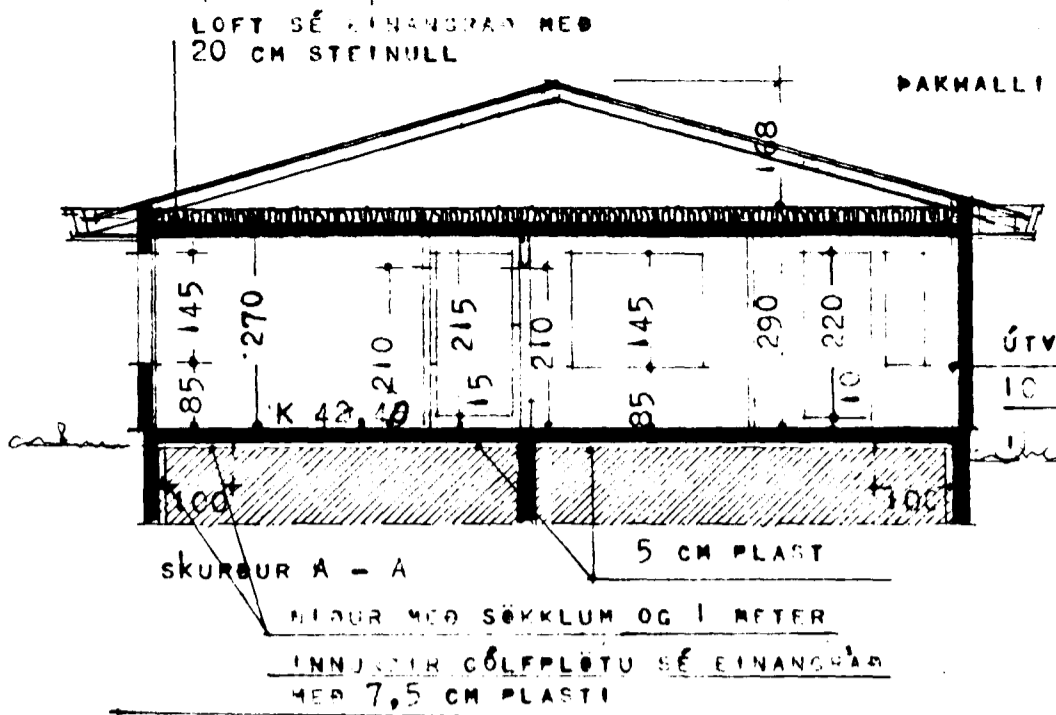 LOFT SÉ EINANGRAÐ MEÐ
20 CM STEINULL
ÞAKHALLI
168
145
270
210
215
210
145
290
220
85
15
85
10
K 42,40
ÚTV
10
100
100
SKURÐUR A - A
5 CM PLAST
NIÐUR MEÐ SÖKKLUM OG 1 METER
INNUNDIR GÓLFPLÖTU SÉ EINANGRAÐ
MEÐ 7,5 CM PLASTI